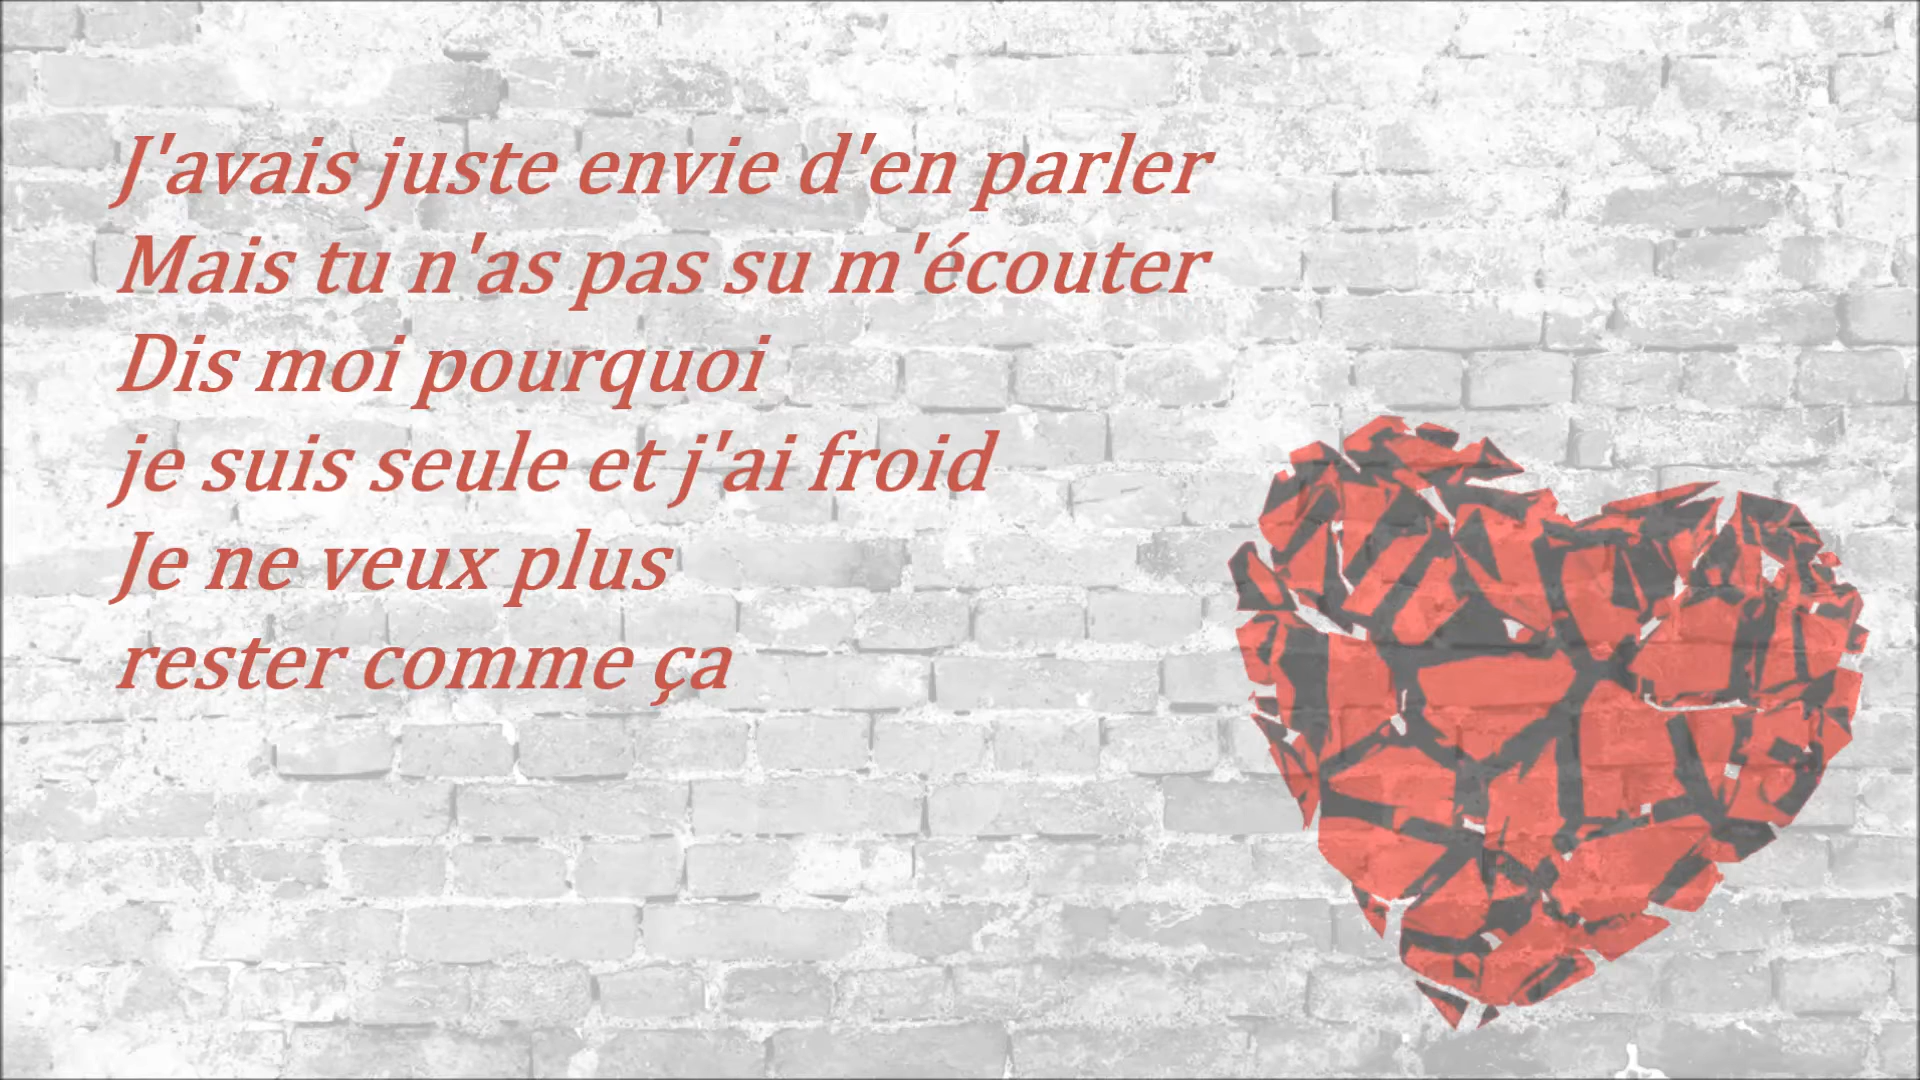 J'avais juste envie d'en parler
Mais tu n'as pas su m'écouter
Dis moi pourquoi
je suis seule et j'ai froid
Je ne veux plus
rester comme ça